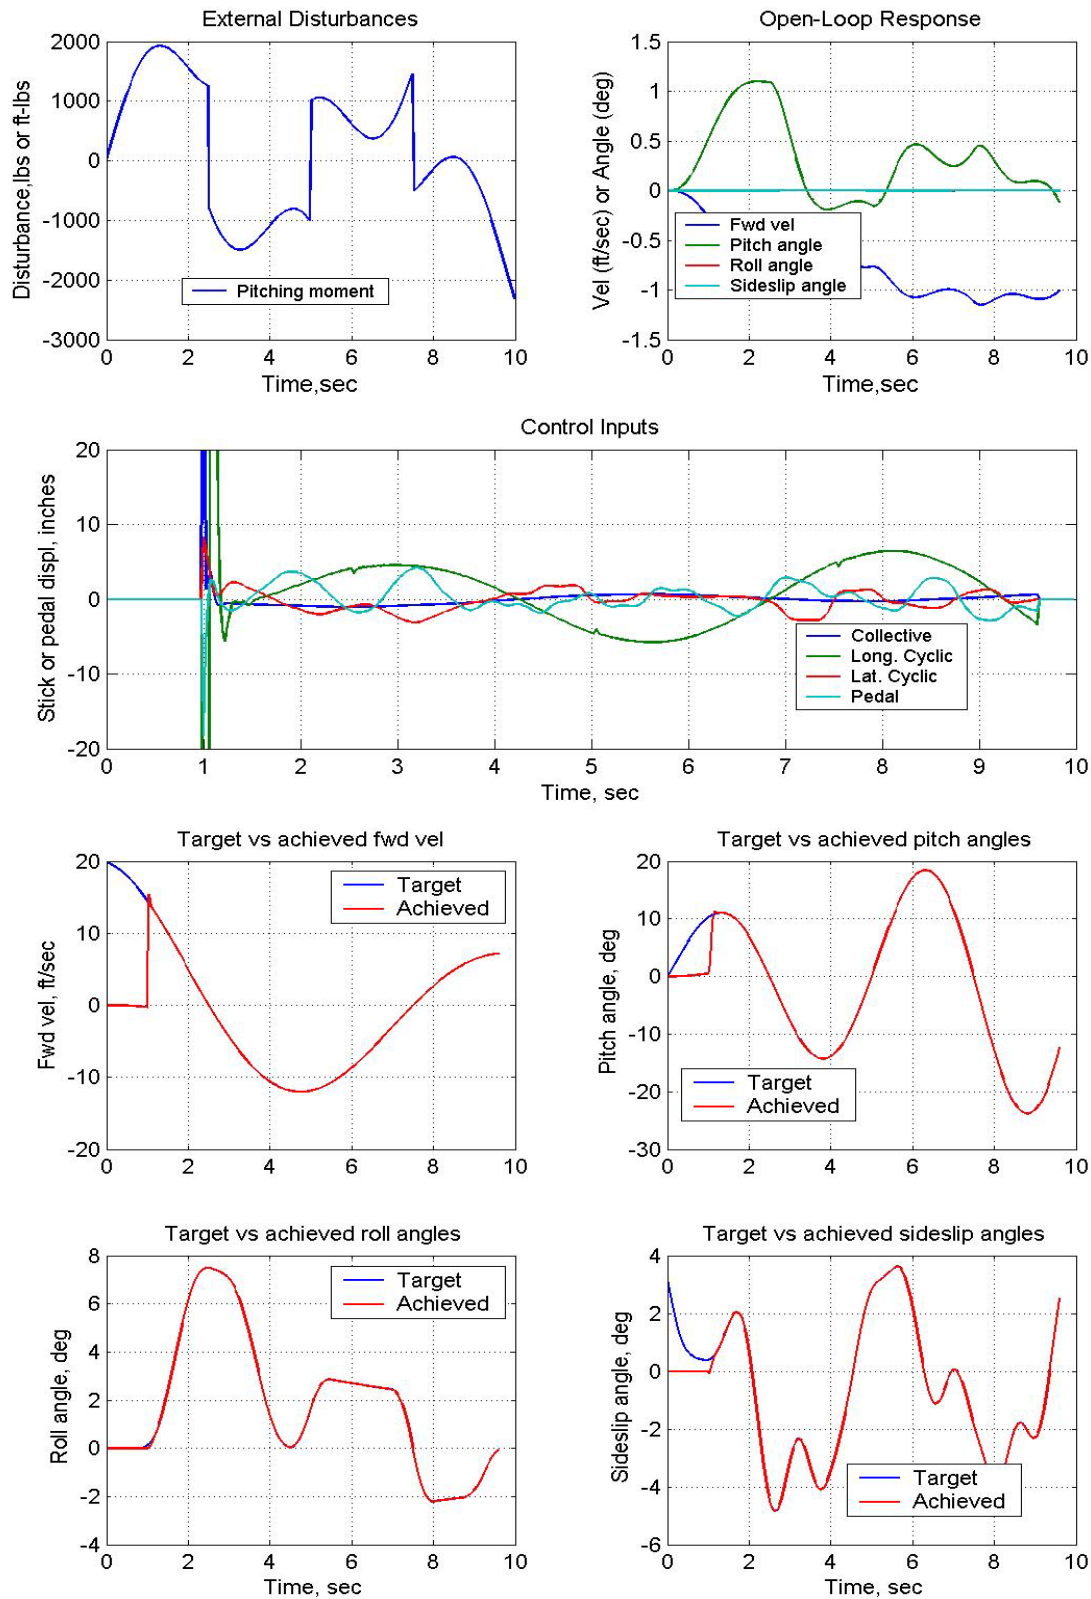 External Disturbances
2000
1000
0
-1000
-2000
-3000
Disturbance,lbs or ft-lbs
Pitching moment
0 2 4 6 8 10
Time,sec
Open-Loop Response
1.5
1
0.5
0
-0.5
-1
-1.5
Vel (ft/sec) or Angle (deg)
Fwd vel
Pitch angle
Roll angle
Sideslip angle
0 2 4 6 8 10
Time,sec
Control Inputs
20
10
0
-10
-20
Stick or pedal displ, inches
Collective
Long. Cyclic
Lat. Cyclic
Pedal
0 1 2 3 4 5 6 7 8 9 10
Time, sec
Target vs achieved fwd vel
20
10
0
-10
-20
Fwd vel, ft/sec
Target
Achieved
0 2 4 6 8 10
Target vs achieved pitch angles
20
10
0
-10
-20
-30
Pitch angle, deg
Target
Achieved
0 2 4 6 8 10
Target vs achieved roll angles
8
6
4
2
0
-2
-4
Roll angle, deg
Target
Achieved
0 2 4 6 8 10
Time, sec
Target vs achieved sideslip angles
4
2
0
-2
-4
-6
Sideslip angle, deg
Target
Achieved
0 2 4 6 8 10
Time, sec